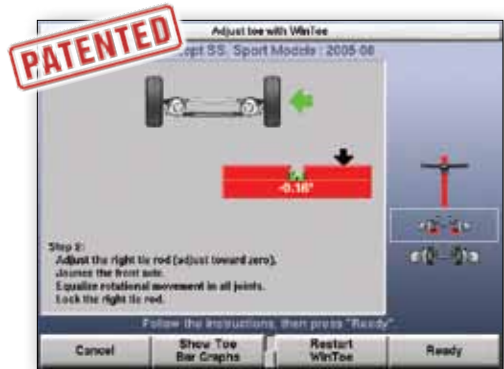 PATENTED
Adjust toe with WinToe
ept SS, Sport Models : 2005-08
-0.16°
Step 2:
Adjust the right tie rod (adjust toward zero).
Jounce the front axle.
Equalize rotational movement in all joints.
Lock the right tie rod.
Follow the instructions, then press "Ready".
Cancel
Show Toe
Bar Graphs
Restart
WinToe
Ready